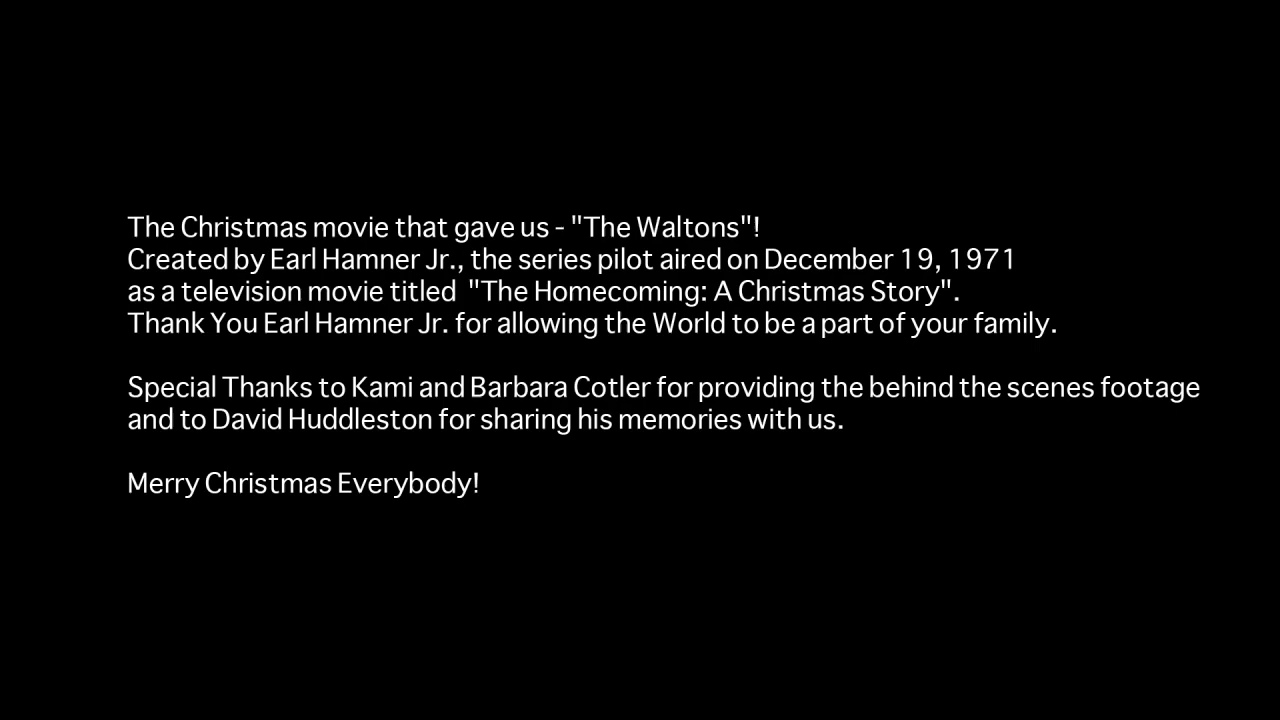 The Christmas movie that gave us - "The Waltons"!
Created by Earl Hamner Jr., the series pilot aired on December 19, 1971
as a television movie titled  "The Homecoming: A Christmas Story".
Thank You Earl Hamner Jr. for allowing the World to be a part of your family.
Special Thanks to Kami and Barbara Cotler for providing the behind the scenes footage
and to David Huddleston for sharing his memories with us.
Merry Christmas Everybody!